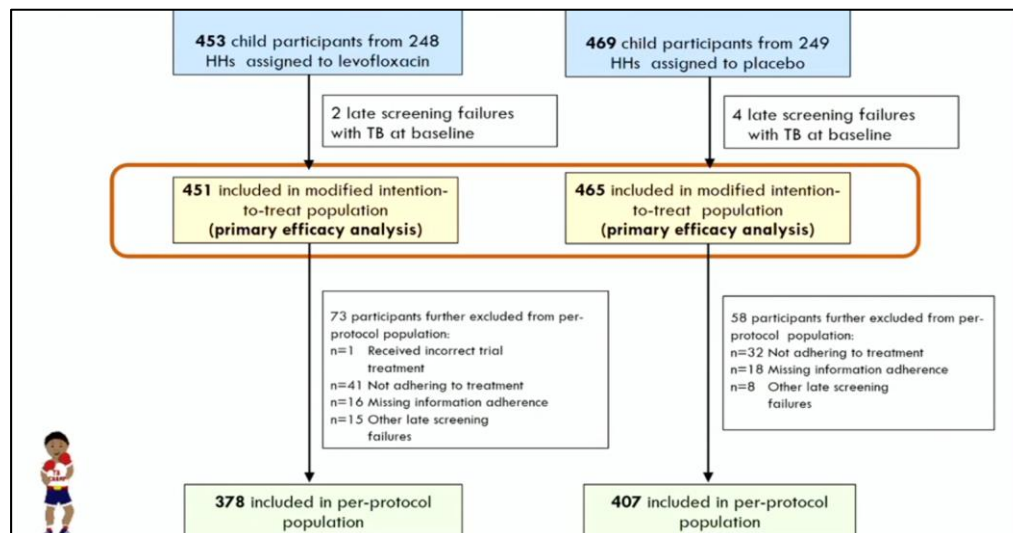 453 child participants from 248
HHs assigned to levofloxacin
469 child participants from 249
HHs assigned to placebo
2 late screening failures
with TB at baseline
4 late screening failures
with TB at baseline
451 included in modified intention-
to-treat population
(primary efficacy analysis)
465 included in modified intention-
to-treat population
(primary efficacy analysis)
73 participants further excluded from per-
protocol population:
n=1 Received incorrect trial
treatment
n=41 Not adhering to treatment
n=16 Missing information adherence
n=15 Other late screening
failures
58 participants further excluded from per-
protocol population:
n=32 Not adhering to treatment
n=18 Missing information adherence
n=8 Other late screening
failures
378 included in per-protocol
population
407 included in per-protocol
population